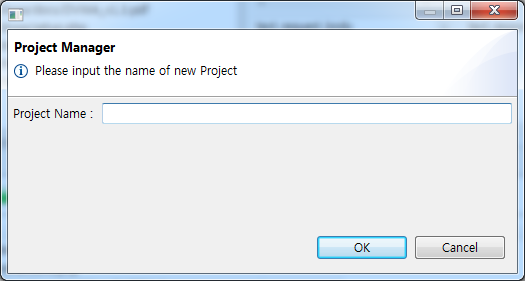 Project Manager
Please input the name of new Project
Project Name :
OK
Cancel